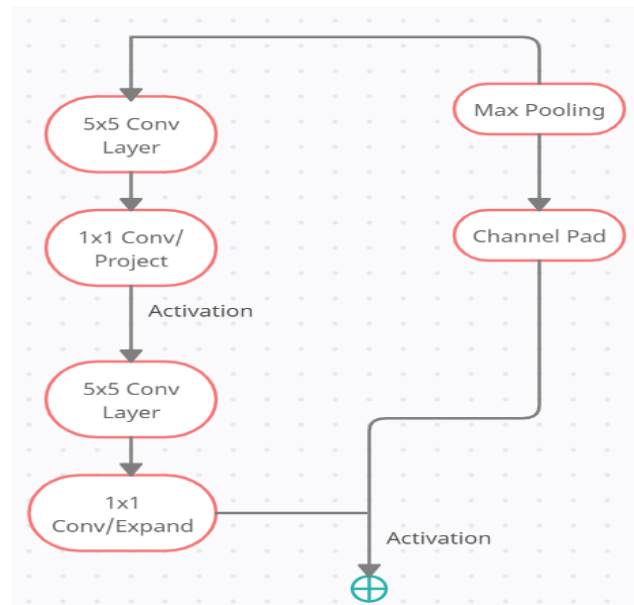 5x5 Conv
Layer
1x1 Conv/
Project
Activation
5x5 Conv
Layer
1x1
Conv/Expand
Max Pooling
Channel Pad
Activation